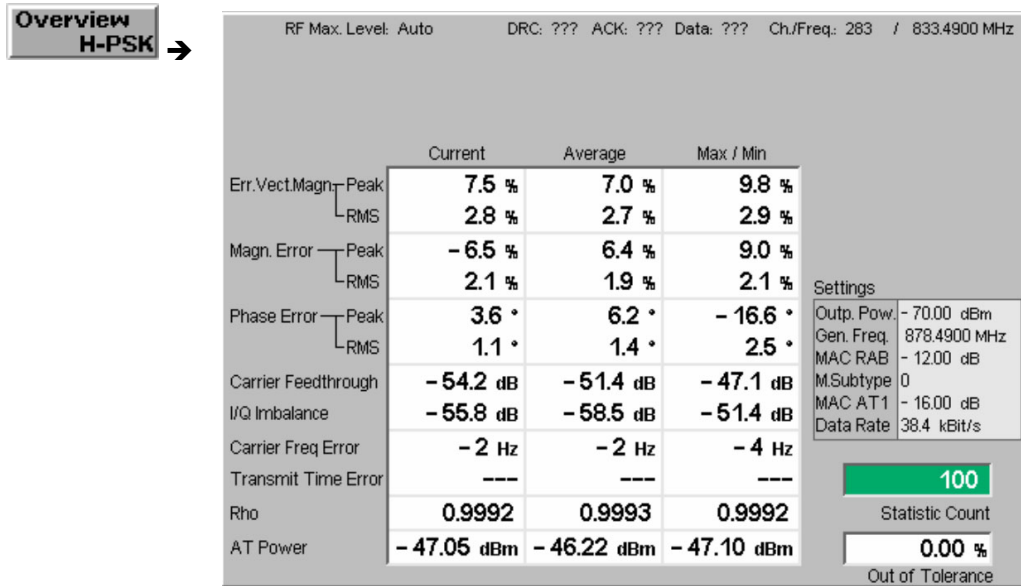 Overview
H-PSK
RF Max. Level: Auto DRC: ??? ACK: ??? Data: ??? Ch./Freq.: 283 / 833.4900 MHz
Current Average Max / Min
Err.Vect.Magn. Peak 7.5 % 7.0 % 9.8 %
RMS 2.8 % 2.7 % 2.9 %
Magn. Error Peak – 6.5 % 6.4 % 9.0 %
RMS 2.1 % 1.9 % 2.1 %
Settings
Phase Error Peak 3.6 ° 6.2 ° – 16.6 °
RMS 1.1 ° 1.4 ° 2.5 °
Outp. Pow. – 70.00 dBm
Gen. Freq. 878.4900 MHz
MAC RAB – 12.00 dB
M.Subtype 0
MAC AT1 – 16.00 dB
Data Rate 38.4 kBit/s
Carrier Feedthrough – 54.2 dB – 51.4 dB – 47.1 dB
I/Q Imbalance – 55.8 dB – 58.5 dB – 51.4 dB
Carrier Freq Error – 2 Hz – 2 Hz – 4 Hz
Transmit Time Error --- --- ---
100
Statistic Count
Rho 0.9992 0.9993 0.9992
AT Power – 47.05 dBm – 46.22 dBm – 47.10 dBm
0.00 %
Out of Tolerance